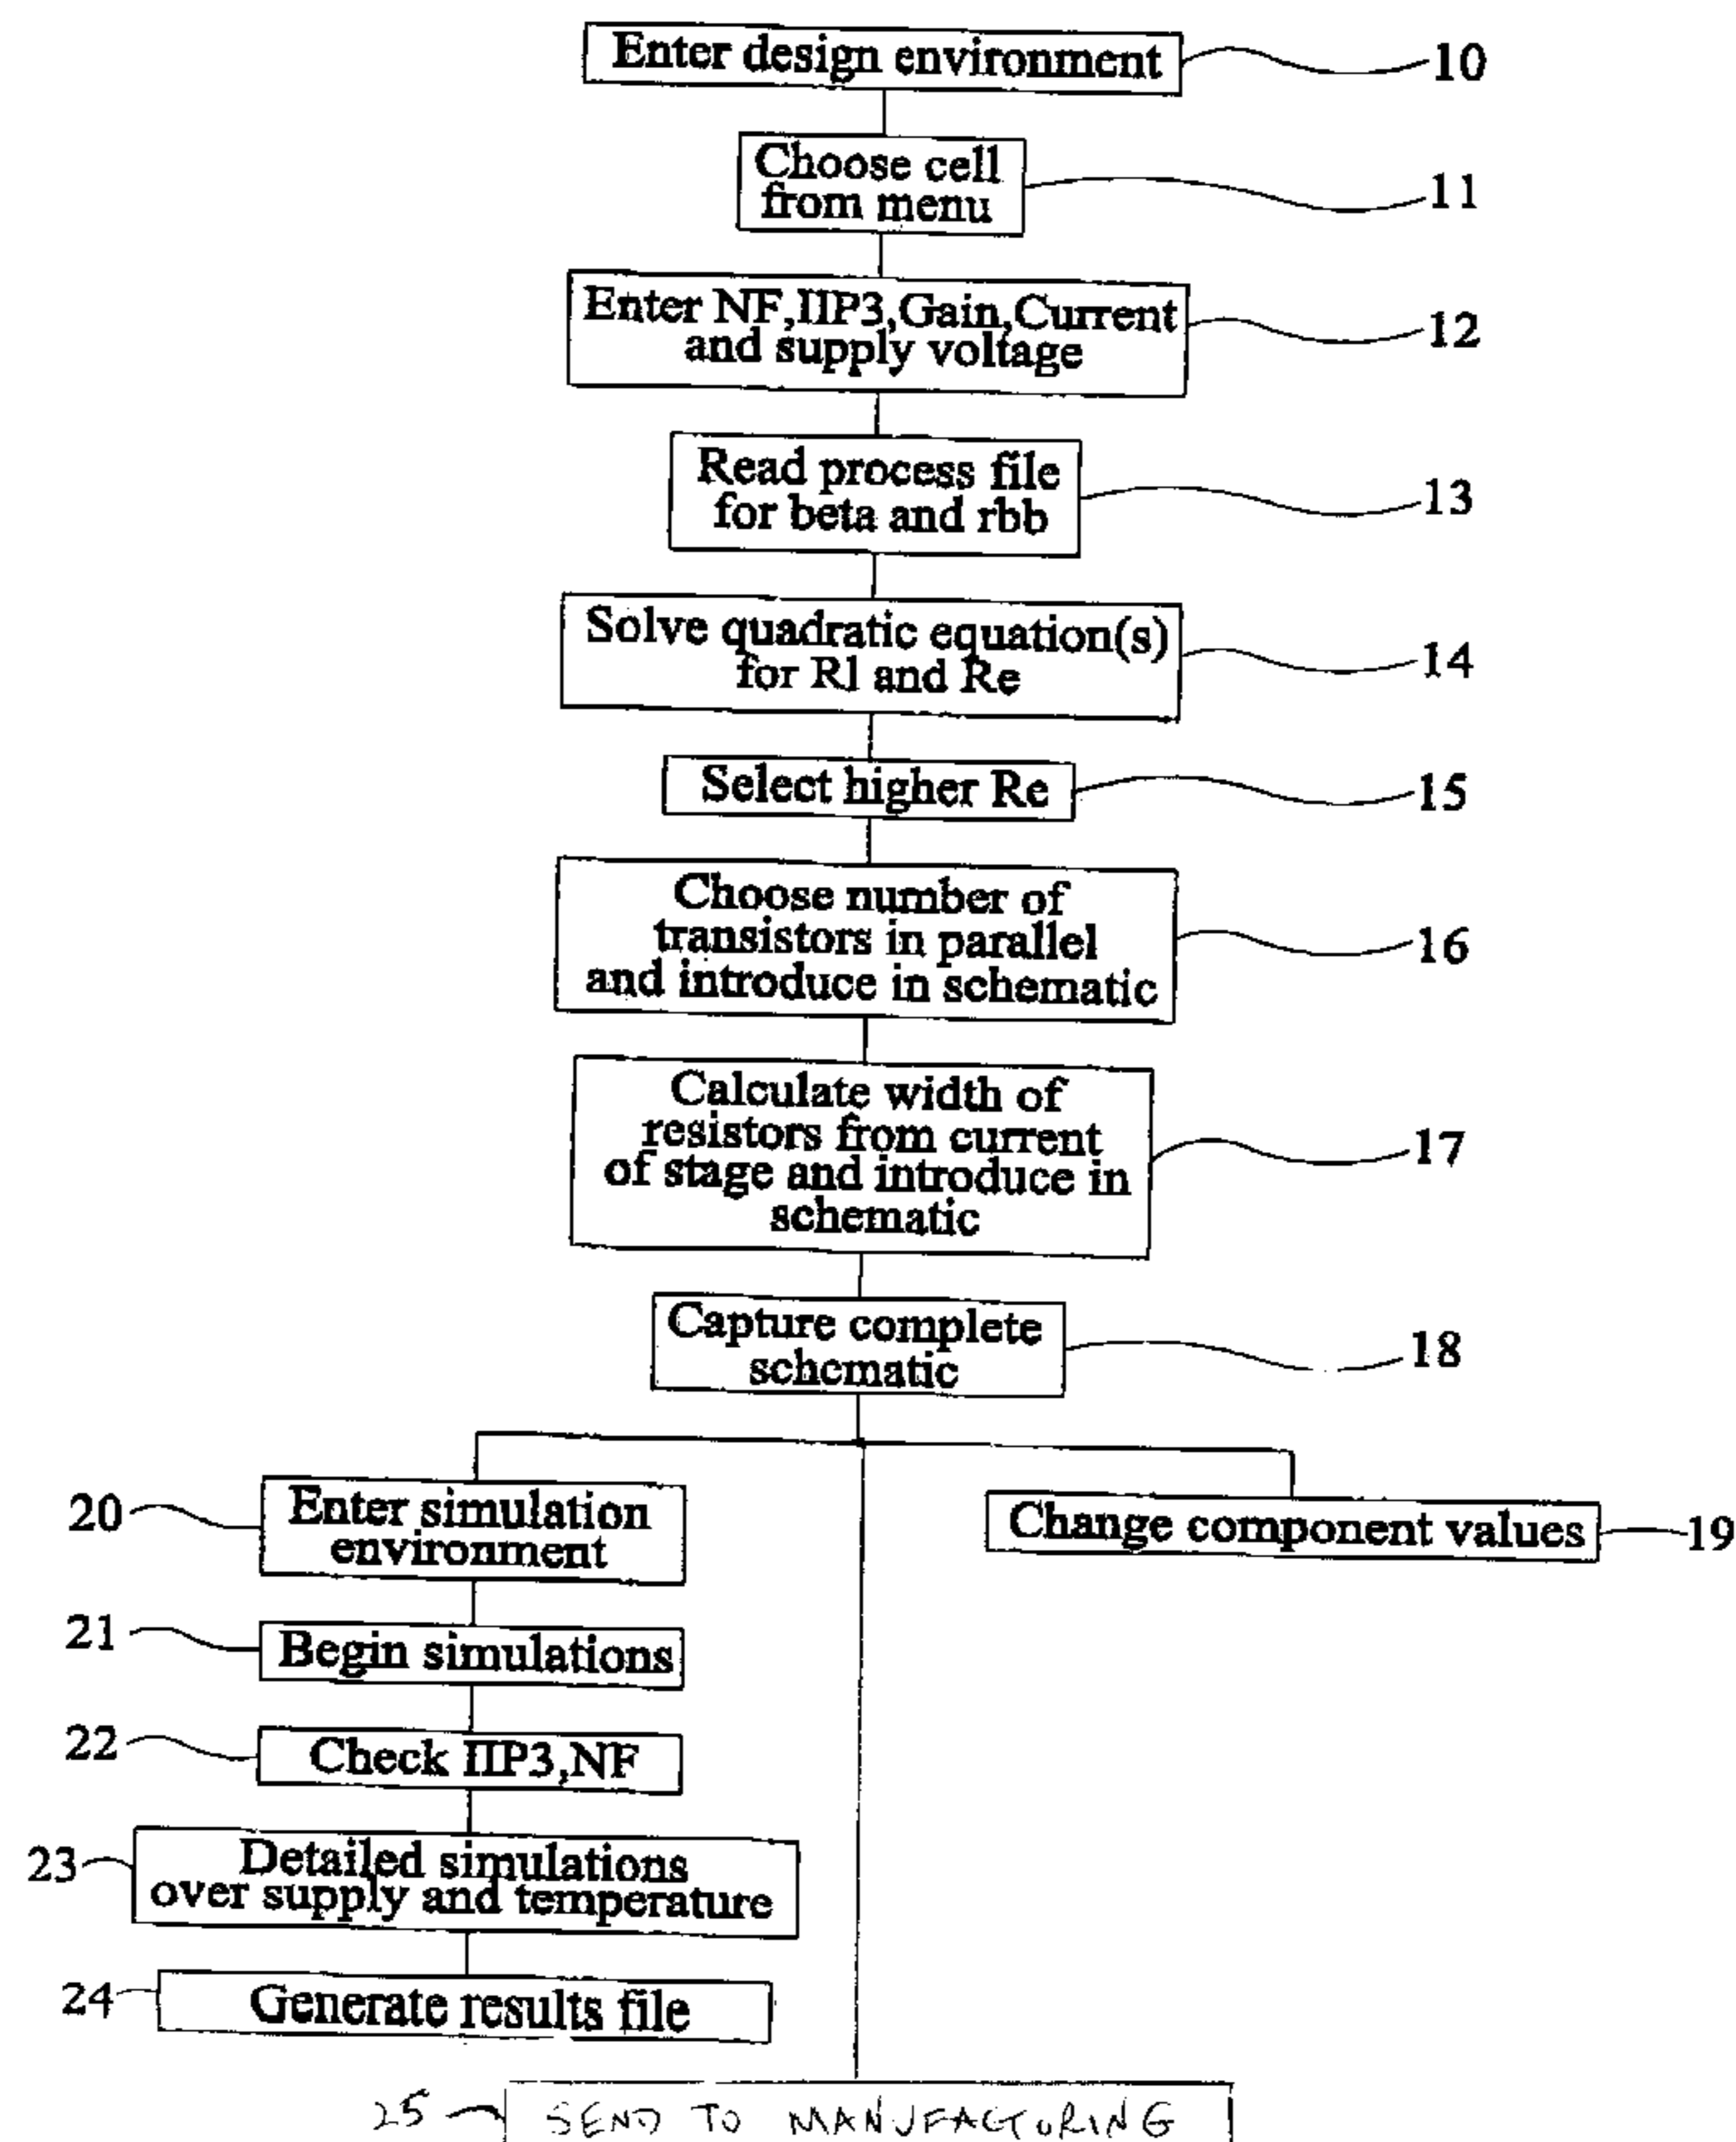 Enter design environment
10
Choose cell
from menu
11
Enter NF,IIP3,Gain,Current
and supply voltage
12
Read process file
for beta and rbb
13
Solve quadratic equation(s)
for Rl and Re
14
Select higher Re
15
Choose number of
transistors in parallel
and introduce in schematic
16
Calculate width of
resistors from current
of stage and introduce in
schematic
17
Capture complete
schematic
18
20
Enter simulation
environment
Change component values
19
21
Begin simulations
22
Check IIP3,NF
23
Detailed simulations
over supply and temperature
24
Generate results file
25
SEND TO MANUFACTURING